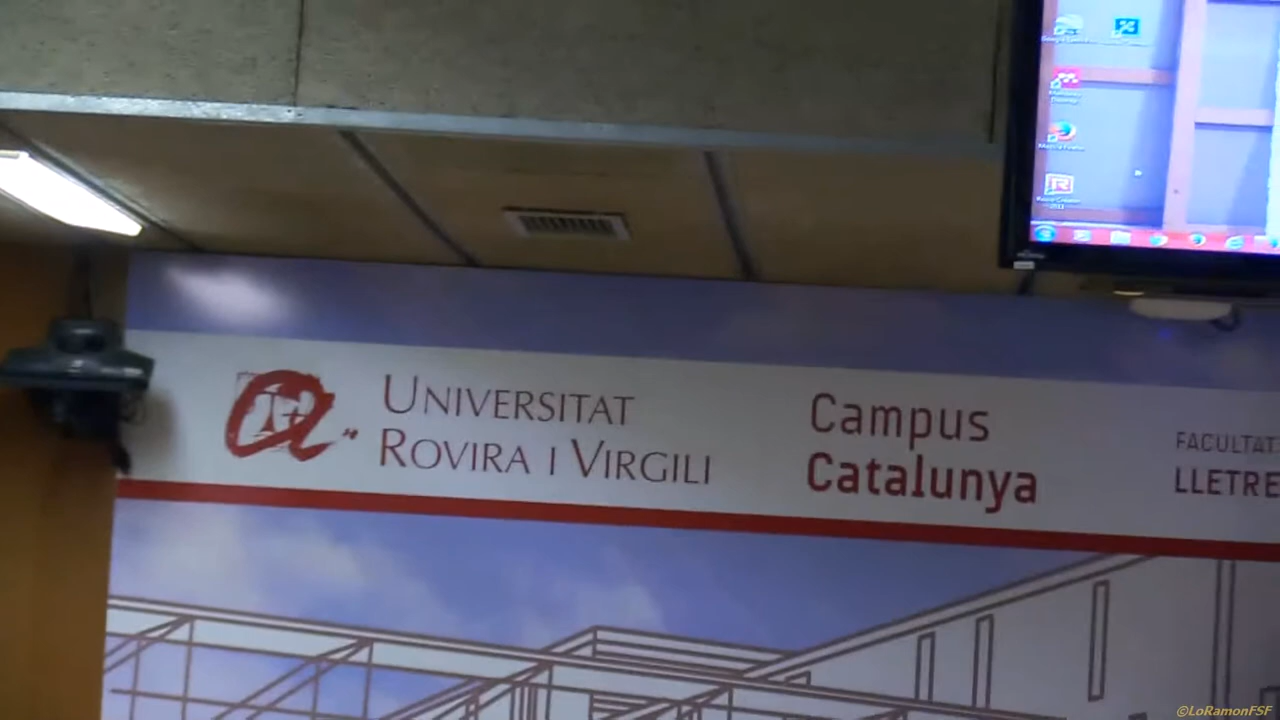 UNIVERSITAT
ROVIRA I VIRGILI
Campus
Catalunya
FACULTAT
LLETRE
©LoRamonFSF